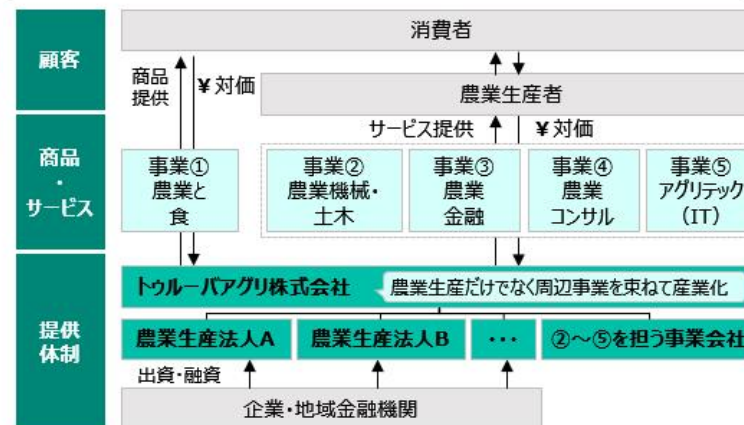 顧客
消費者
商品
提供
¥対価
農業生産者
サービス提供
¥対価
商品
・
サービス
事業①
農業と
食
事業②
農業機械・
土木
事業③
農業
金融
事業④
農業
コンサル
事業⑤
アグリテック
(IT)
提供
体制
トゥルーバアグリ株式会社
農業生産だけでなく周辺事業を束ねて産業化
農業生産法人A
農業生産法人B
・・・
②～⑤を担う事業会社
出資・融資
企業・地域金融機関